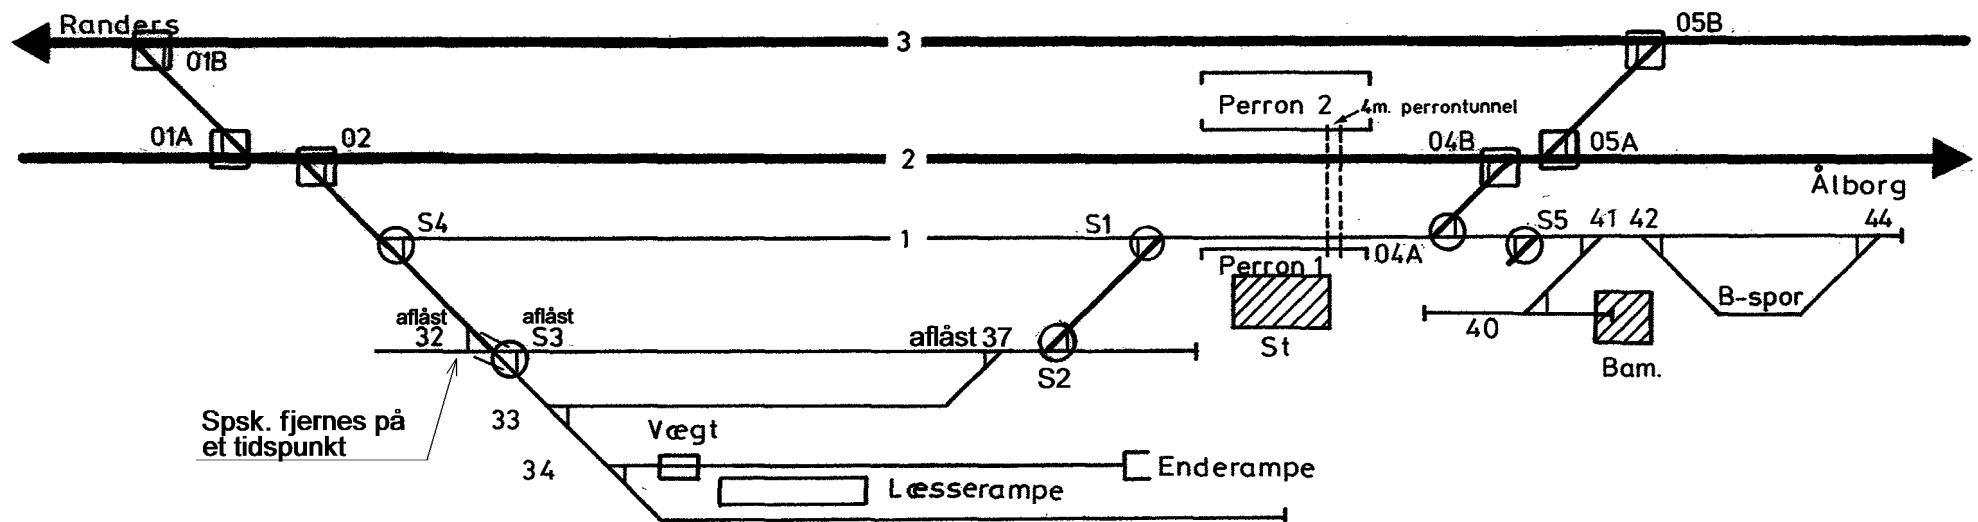 Randers
3
05B
01B
Perron 2
4m. perrontunnel
01A
02
2
04B
05A
Ålborg
S4
1
S1
04A
S5
41
42
44
Perron 1
aflåst
32
aflåst
S3
aflåst 37
S2
St
40
Bam.
B-spor
Spsk. fjernes på
et tidspunkt
33
Vægt
34
Enderampe
Læsserampe